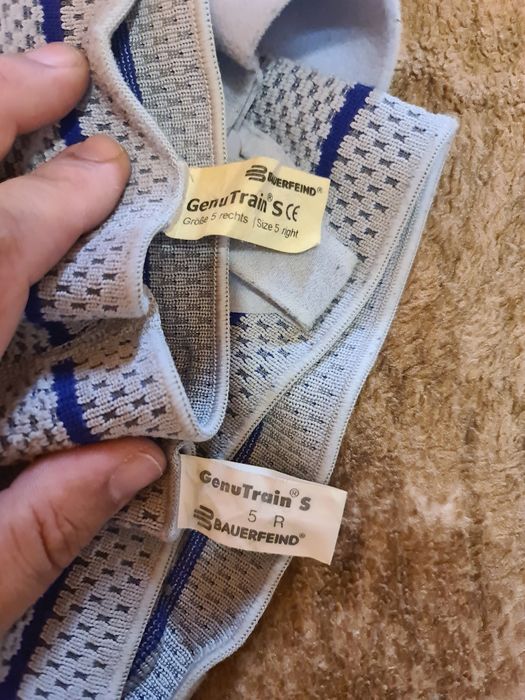 BAUERFEIND®
GenuTrain® S CE
Größe 5 rechts | Size 5 right
GenuTrain® S
5 R
BAUERFEIND®